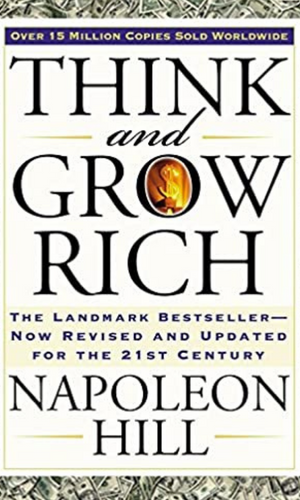 OVER 15 MILLION COPIES SOLD WORLDWIDE
THINK
and
GROW
RICH
THE LANDMARK BESTSELLER—
NOW REVISED AND UPDATED
FOR THE 21ST CENTURY
NAPOLEON
HILL